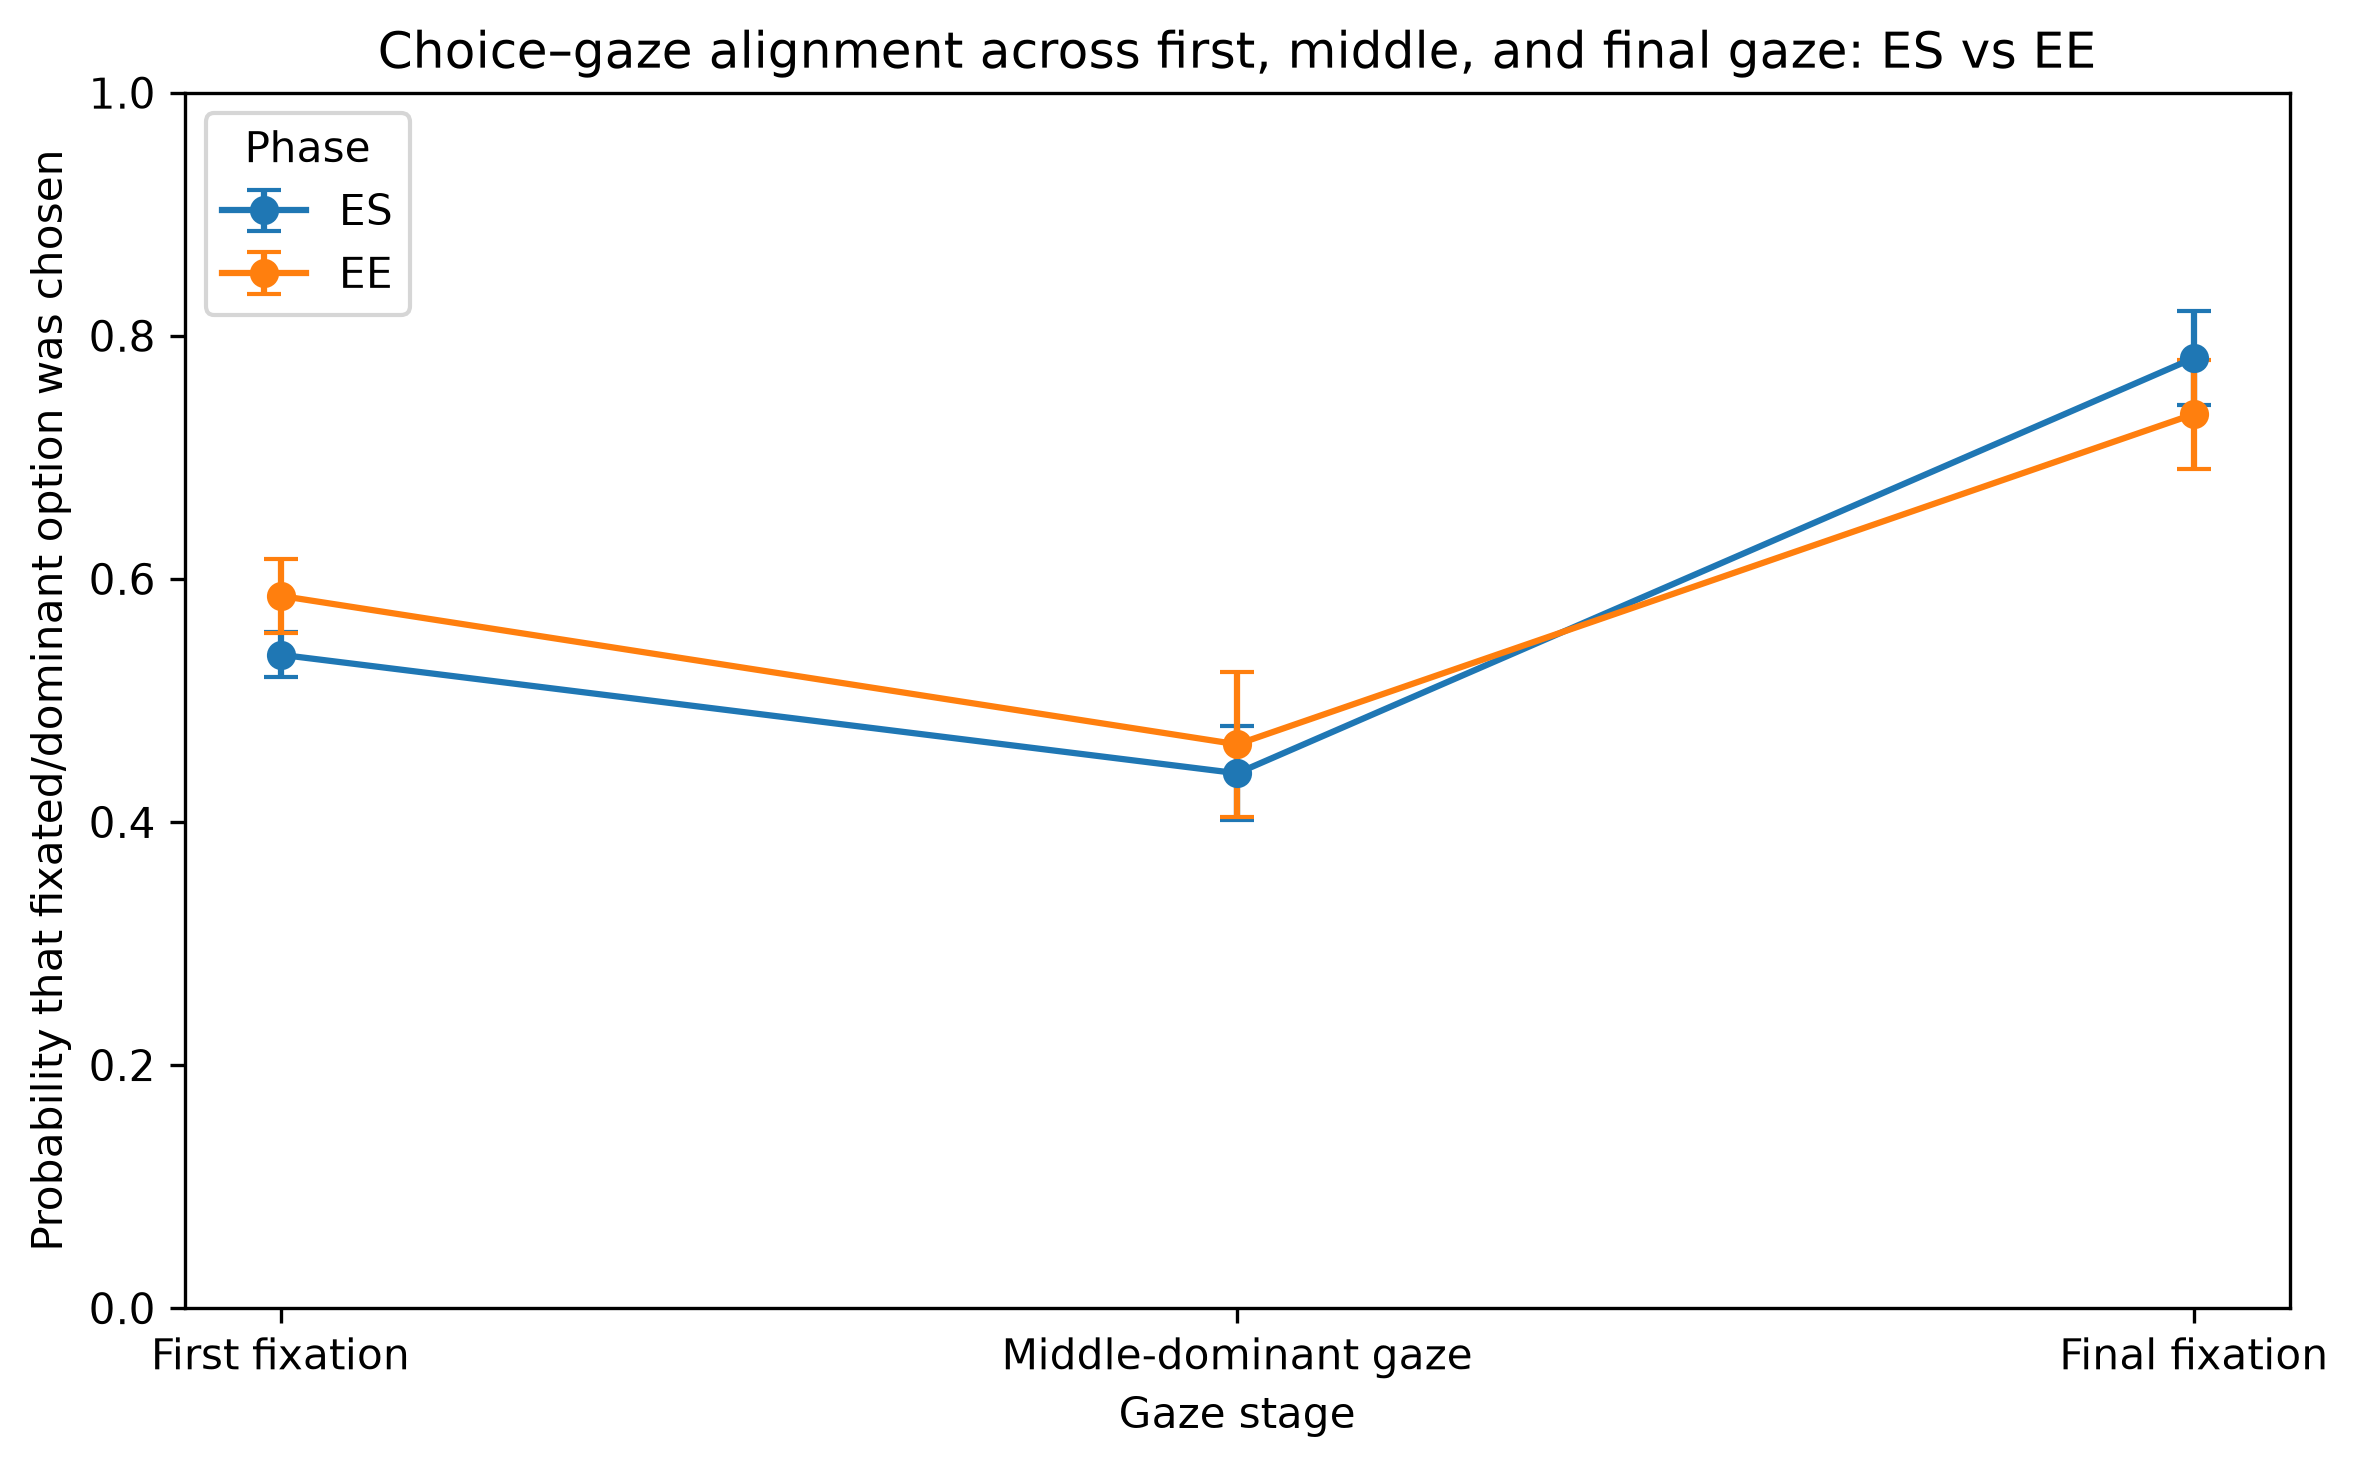 Choice–gaze alignment across first, middle, and final gaze: ES vs EE
Probability that fixated/dominant option was chosen
1.0
0.8
0.6
0.4
0.2
0.0
Phase
ES
EE
First fixation
Middle-dominant gaze
Final fixation
Gaze stage